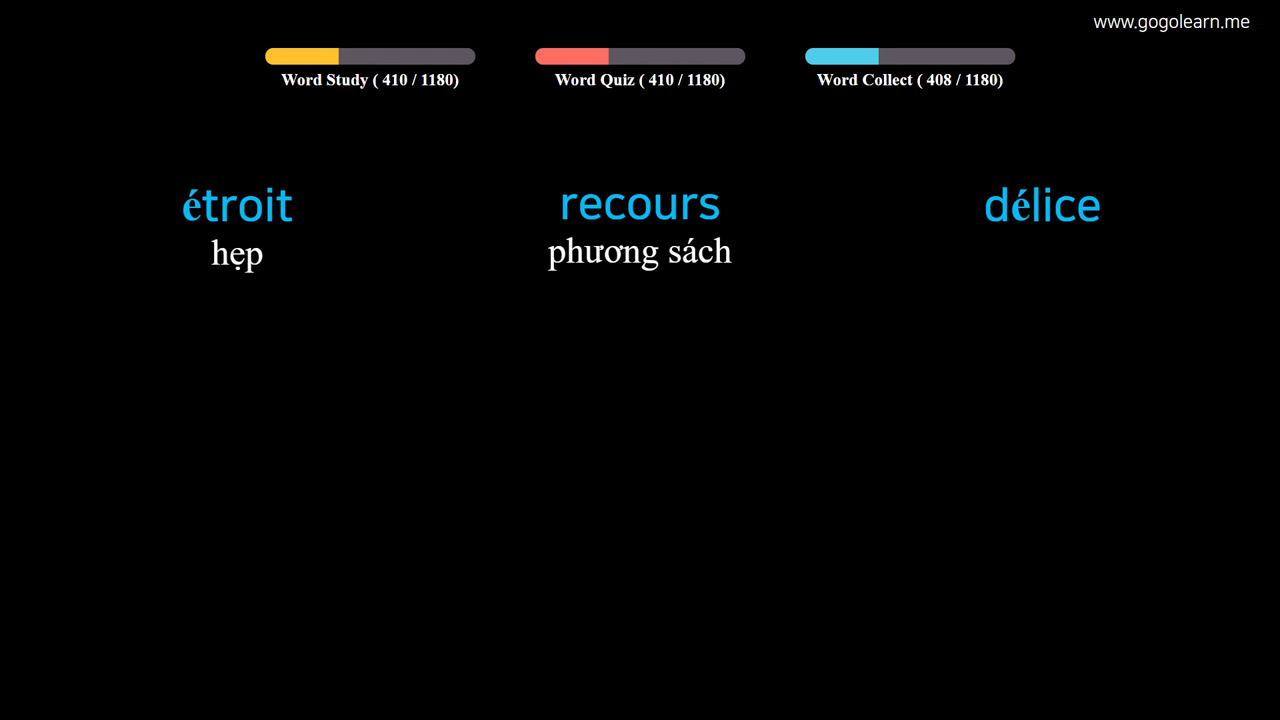 www.gogolearn.me
Word Study ( 410 / 1180)
Word Quiz ( 410 / 1180)
Word Collect ( 408 / 1180)
étroit
hẹp
recours
phương sách
délice